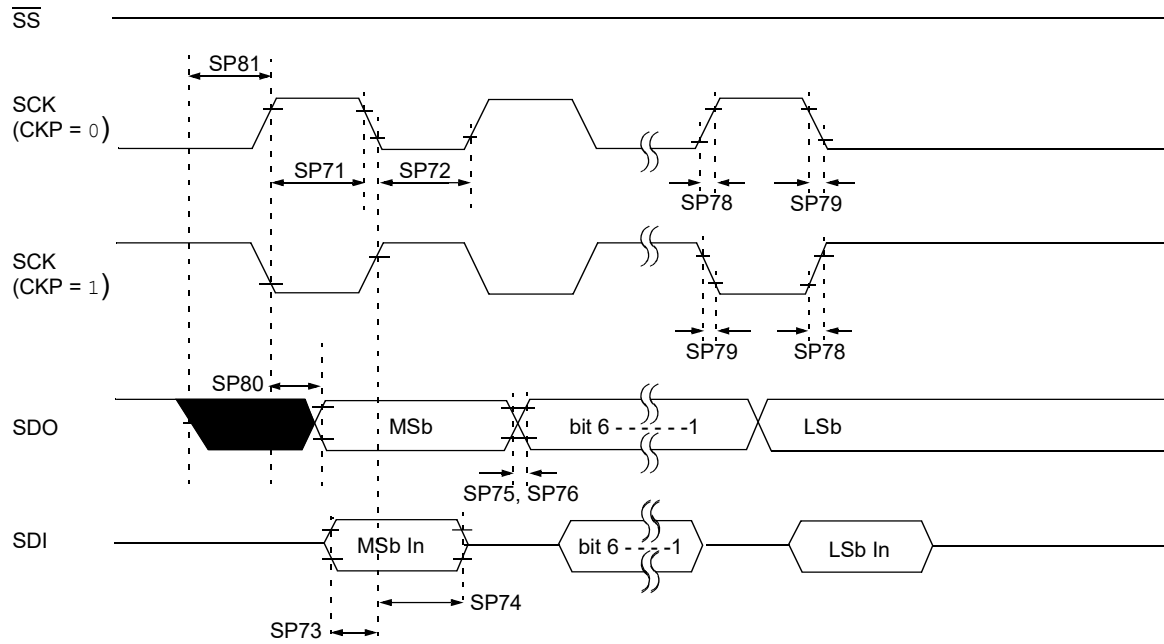 SS
SP81
SCK
(CKP = 0)
SP71
SP72
SP78
SP79
SCK
(CKP = 1)
SP79
SP78
SP80
SDO
MSb
bit 6 - - - - - -1
LSb
SP75, SP76
SDI
MSb In
bit 6 - - - -1
LSb In
SP74
SP73